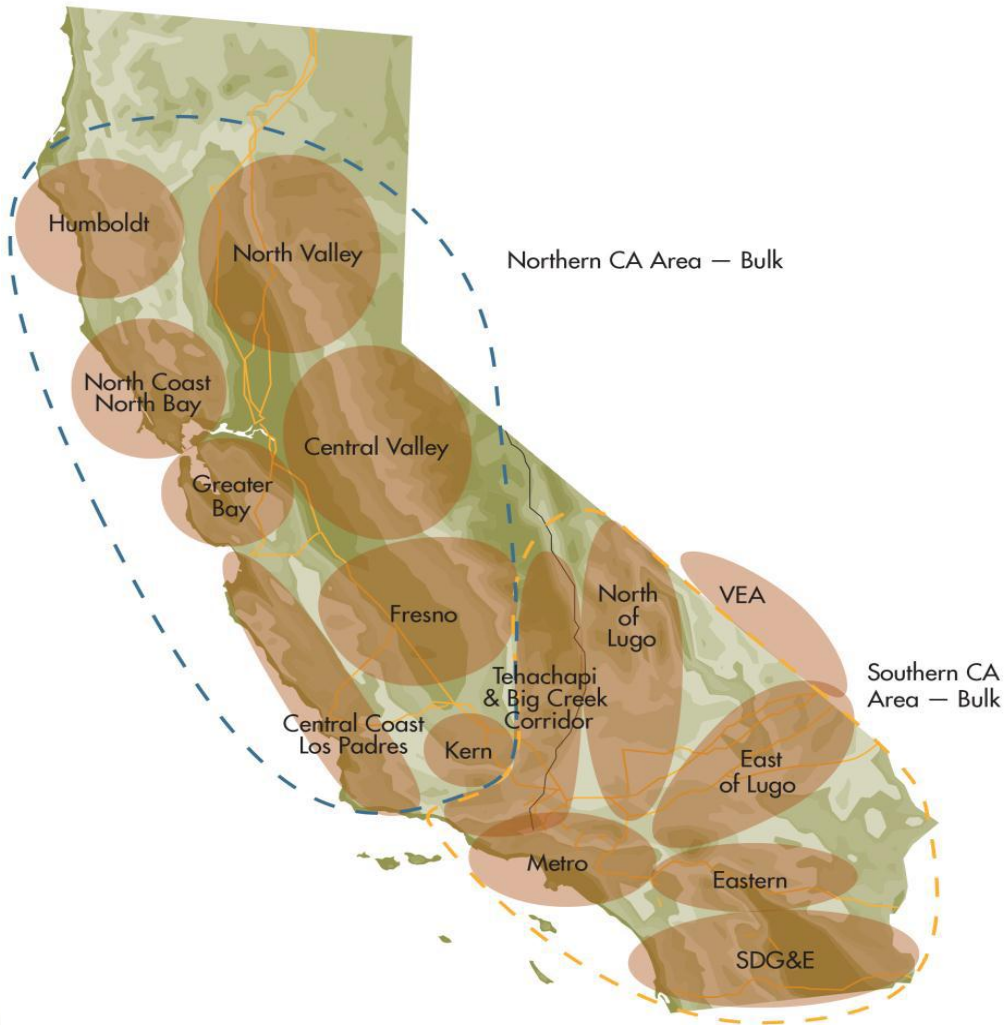 Humboldt
North Valley
Northern CA Area — Bulk
North Coast
North Bay
Central Valley
Greater
Bay
Fresno
North
of
Lugo
VEA
Tehachapi
& Big Creek
Corridor
Southern CA
Area — Bulk
Central Coast
Los Padres
Kern
East
of Lugo
Metro
Eastern
SDG&E